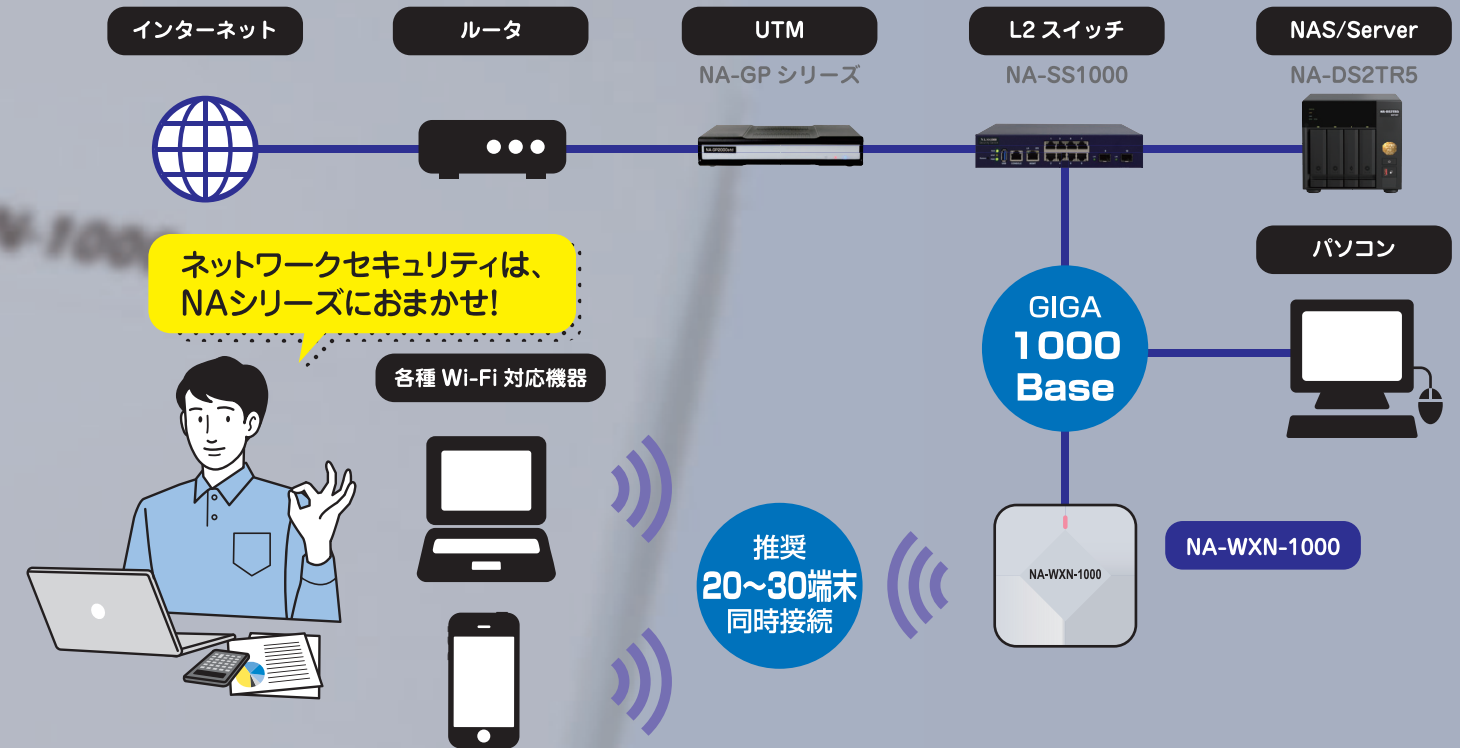 インターネット
ルータ
UTM
L2 スイッチ
NAS/Server
NA-GP シリーズ
NA-SS1000
NA-DS2TR5
ネットワークセキュリティは、
NAシリーズにおまかせ!
パソコン
GIGA
1000
Base
各種 Wi-Fi 対応機器
推奨
20～30端末
同時接続
NA-WXN-1000
NA-WXN-1000